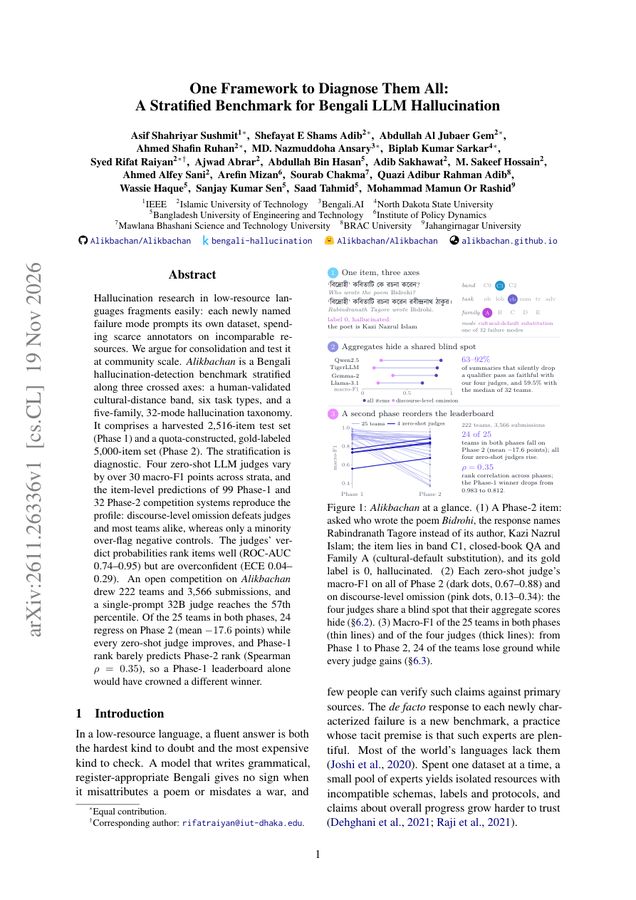 One Framework to Diagnose Them All:
A Stratified Benchmark for Bengali LLM Hallucination
Asif Shahriyar Sushmit1*, Shefayat E Shams Adib2*, Abdullah Al Jubaer Gem2*,
Ahmad Shafin Ruhan2*, MD. Nazmuddoha Ansary3*, Biplab Kumar Sarkar4*,
Syed Rifat Raiyan2*†, Ajwad Abrar2, Abdullah Bin Hasan5, Adib Sakhawat2, M. Sakeef Hossain2,
Ahmed Alfey Sani2, Arefin Mizan6, Sourab Chakma7, Quazi Adibur Rahman Adib8,
Wassie Haque5, Sanjay Kumar Sen5, Saad Tahmid5, Mohammad Mamun Or Rashid9
1IEEE 2Islamic University of Technology 3Bengali.AI 4North Dakota State University
5Bangladesh University of Engineering and Technology 6Institute of Policy Dynamics
7Mawlana Bhashani Science and Technology University 8BRAC University 9Jahangirnagar University
Alikbachan/Alikbachan bengali-hallucination Alikbachan/Alikbachan alikbachan.github.io
arXiv:2611.26336v1 [cs.CL] 19 Nov 2026
Abstract
Hallucination research in low-resource lan-
guages fragments easily: each newly named
failure mode prompts its own dataset, spend-
ing scarce annotators on incomparable re-
sources. We argue for consolidation and test it
at community scale. Alikbachan is a Bengali
hallucination-detection benchmark stratified
along three crossed axes: a human-validated
cultural-distance band, six task types, and a
five-family, 32-mode hallucination taxonomy.
It comprises a harvested 2,516-item test set
(Phase 1) and a quota-constructed, gold-labeled
5,000-item set (Phase 2). The stratification is
diagnostic. Four zero-shot LLM judges vary
by over 30 macro-F1 points across strata, and
the item-level predictions of 99 Phase-1 and
32 Phase-2 competition systems reproduce the
profile: discourse-level omission defeats judges
and most teams alike, whereas only a minority
over-flag negative controls. The judges' ver-
dict probabilities rank items well (ROC-AUC
0.74–0.95) but are overconfident (ECE 0.04–
0.29). An open competition on Alikbachan
drew 222 teams and 3,566 submissions, and
a single-prompt 32B judge reaches the 57th
percentile. Of the 25 teams in both phases, 24
regress on Phase 2 (mean −17.6 points) while
every zero-shot judge improves, and Phase-1
rank barely predicts Phase-2 rank (Spearman
ρ = 0.35), so a Phase-1 leaderboard alone
would have crowned a different winner.
1 Introduction
In a low-resource language, a fluent answer is both
the hardest kind to doubt and the most expensive
kind to check. A model that writes grammatical,
register-appropriate Bengali gives no sign when
it misattributes a poem or misdates a war, and
*Equal contribution.
†Corresponding author: rifatraiyan@iut-dhaka.edu.
1 One item, three axes
'বিদ্রোহী' কবিতাটি কে রচনা করেন?
Who wrote the poem Bidrohi?
'বিদ্রোহী' কবিতাটি রচনা করেন রবীন্দ্রনাথ ঠাকুর।
Rabindranath Tagore wrote Bidrohi.
label 0, hallucinated:
the poet is Kazi Nazrul Islam
band C0 C1 C2
task
family A B C D E
mode cultural-default substitution
one of 32 failure modes
2 Aggregates hide a shared blind spot
Qwen2.5
TigerLLM
Gemma-2
Llama-3.1
macro-F1
0 0.5 1
all items discourse-level omission
63–92%
of summaries that silently drop
a qualifier pass as faithful with
our four judges, and 59.5% with
the median of 32 teams.
3 A second phase reorders the leaderboard
25 teams 4 zero-shot judges
macro-F1
Phase 1 Phase 2
222 teams, 3,566 submissions
24 of 25
teams in both phases fall on
Phase 2 (mean −17.6 points); all
four zero-shot judges rise.
ρ = 0.35
rank correlation across phases;
the Phase-1 winner drops from
0.983 to 0.812.
Figure 1: Alikbachan at a glance. (1) A Phase-2 item:
asked who wrote the poem Bidrohi, the response names
Rabindranath Tagore instead of its author, Kazi Nazrul
Islam; the item lies in band C1, closed-book QA and
Family A (cultural-default substitution), and its gold
label is 0, hallucinated. (2) Each zero-shot judge's
macro-F1 on all of Phase 2 (dark dots, 0.67–0.88) and
on discourse-level omission (pink dots, 0.13–0.34): the
four judges share a blind spot that their aggregate scores
hide (§6.2). (3) Macro-F1 of the 25 teams in both phases
(thin lines) and of the four judges (thick lines): from
Phase 1 to Phase 2, 24 of the teams lose ground while
every judge gains (§6.3).
few people can verify such claims against primary
sources. The de facto response to each newly char-
acterized failure is a new benchmark, a practice
whose tacit premise is that such experts are plen-
tiful. Most of the world's languages lack them
(Joshi et al., 2020). Spent one dataset at a time, a
small pool of experts yields isolated resources with
incompatible schemas, labels and protocols, and
claims about overall progress grow harder to trust
(Dehghani et al., 2021; Raji et al., 2021).
1